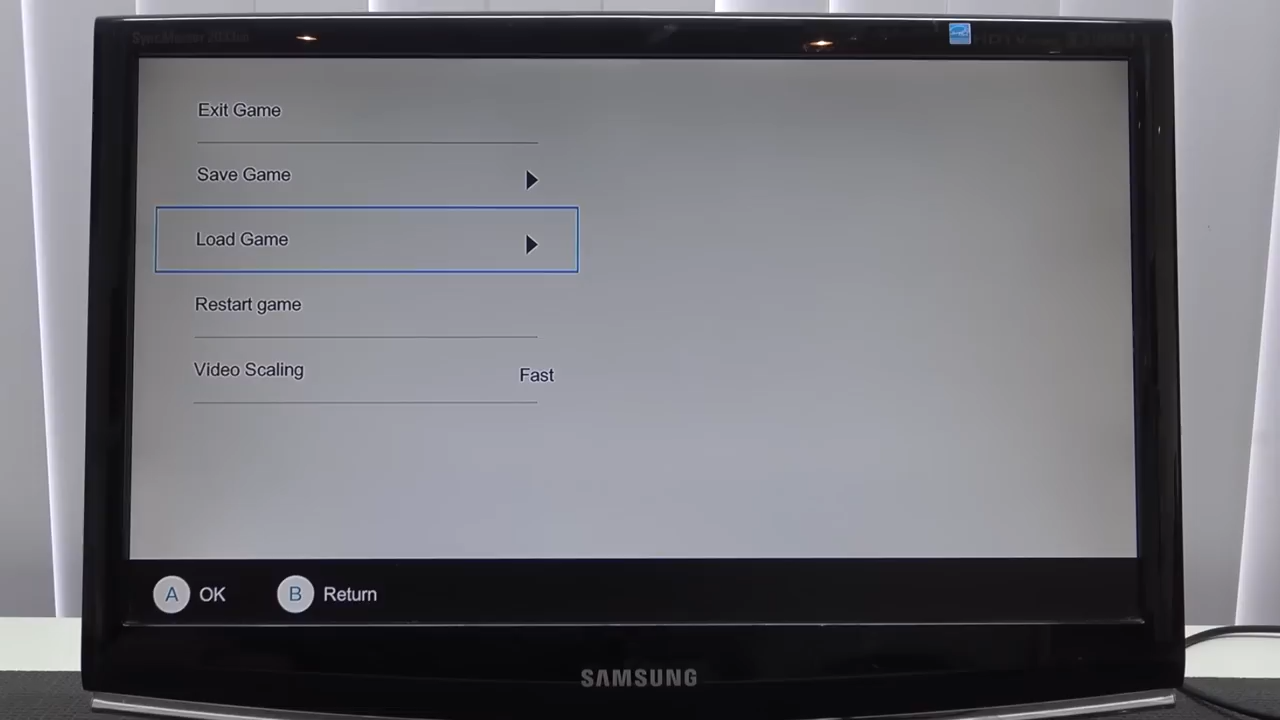 Exit Game
Save Game
Load Game
Restart game
Video Scaling
Fast
A OK B Return
SAMSUNG